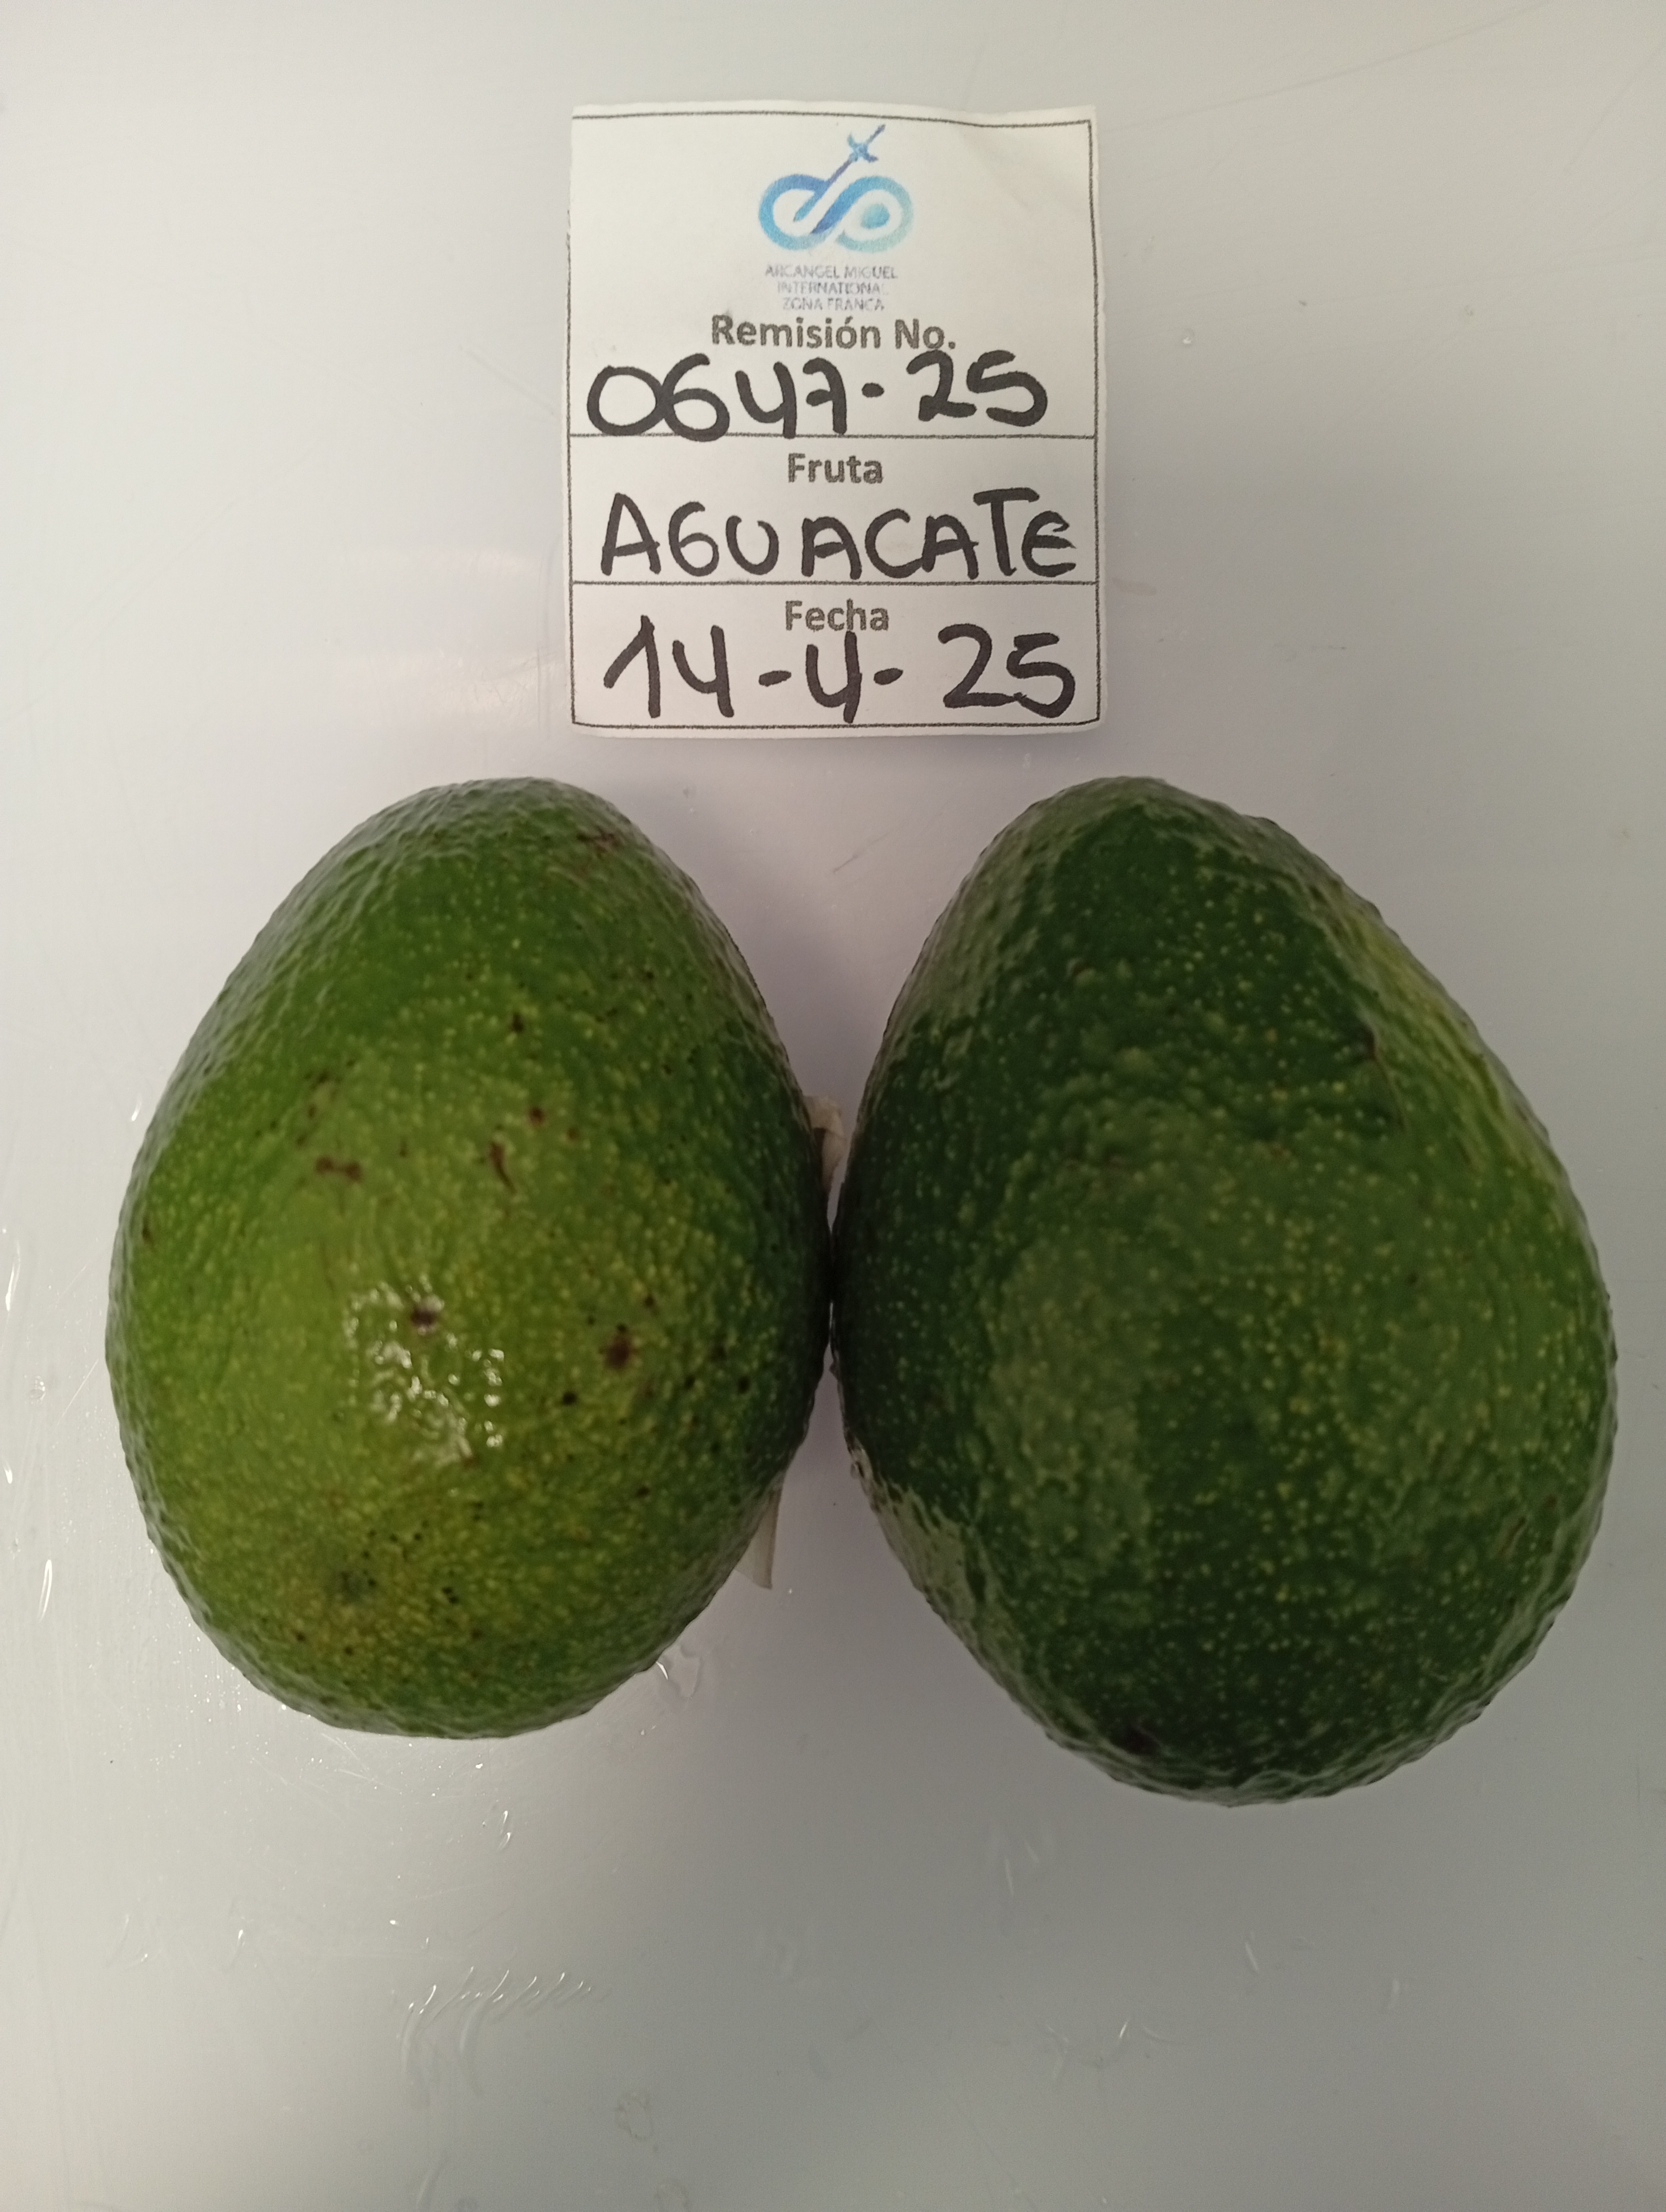 ARCANGEL MIGUEL
INTERNATIONAL
ZONA FRANCA
Remisión No.
0647-25
Fruta
AGUACATE
Fecha
14-4-25